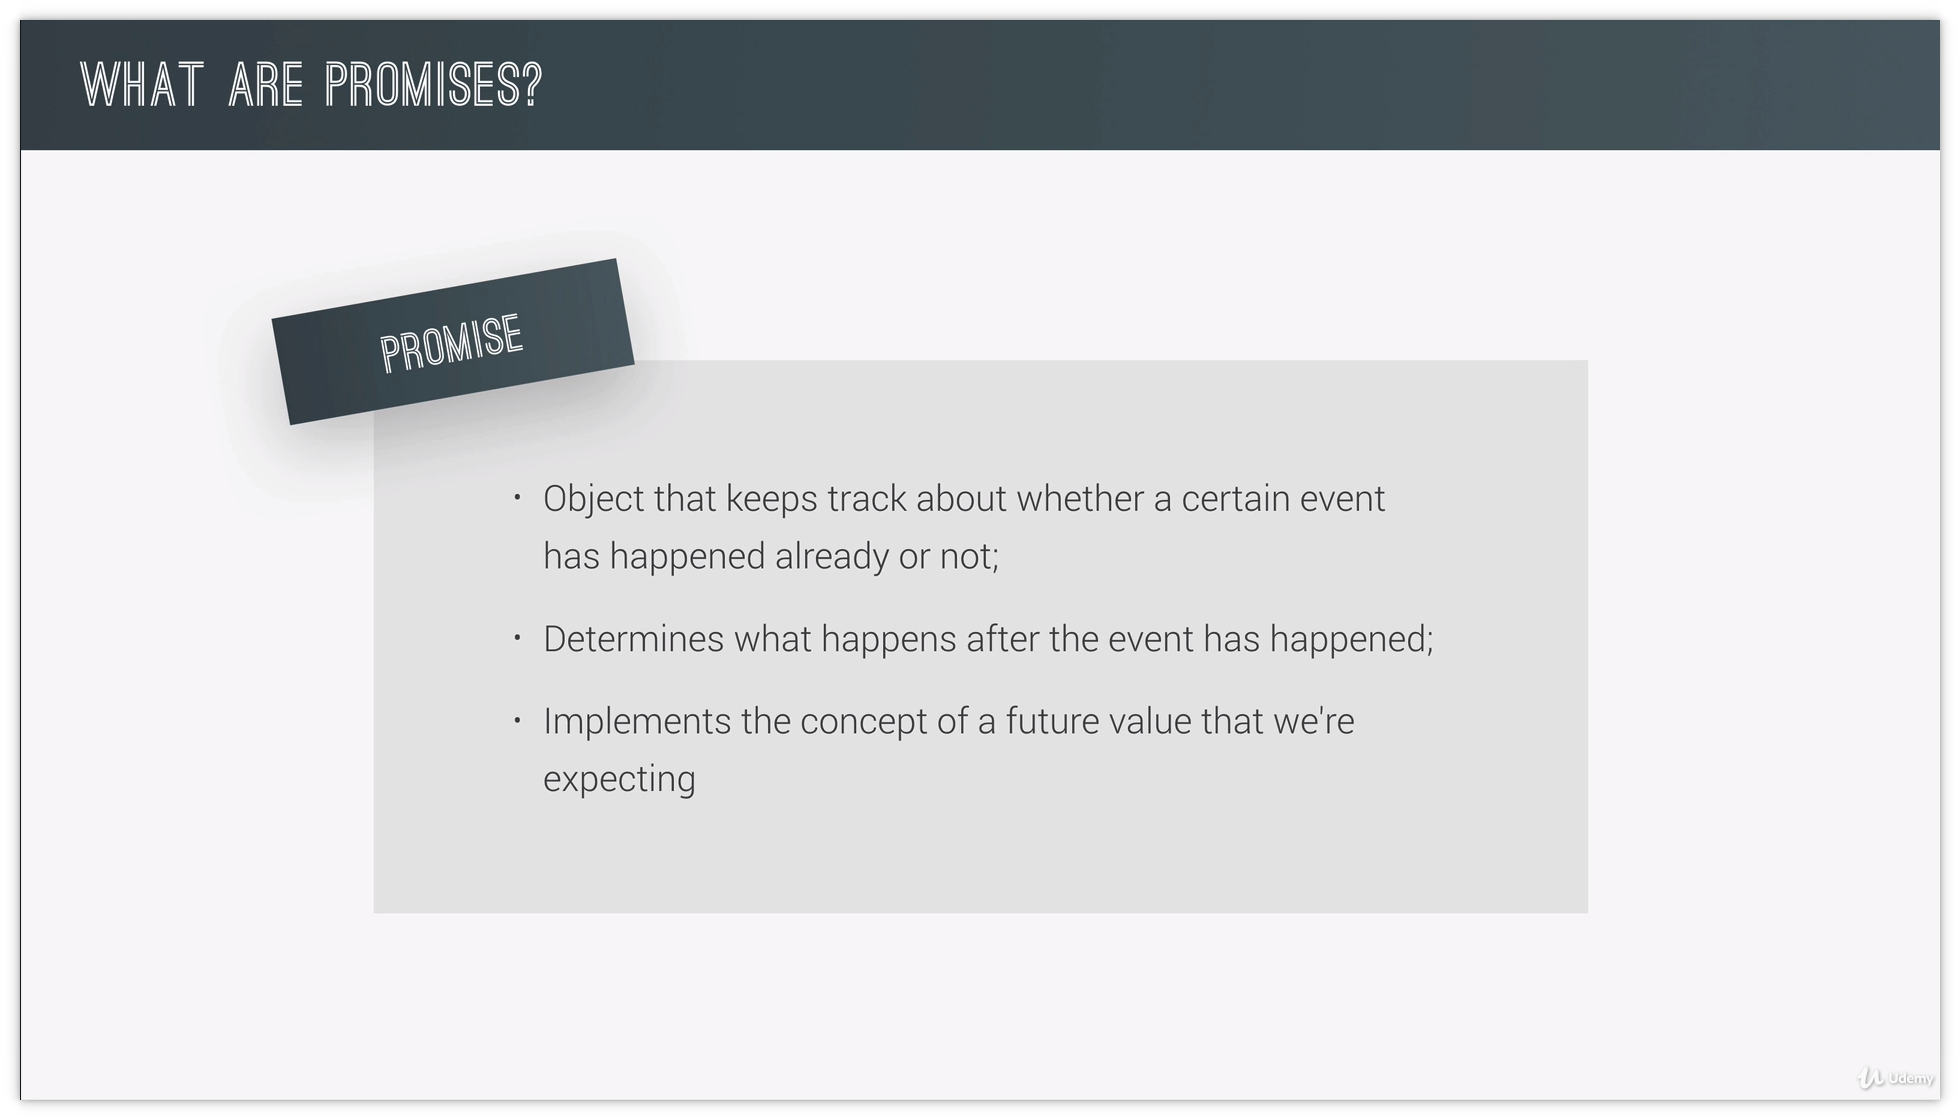 WHAT ARE PROMISES?
PROMISE
• Object that keeps track about whether a certain event
has happened already or not;
• Determines what happens after the event has happened;
• Implements the concept of a future value that we're
expecting
Udemy